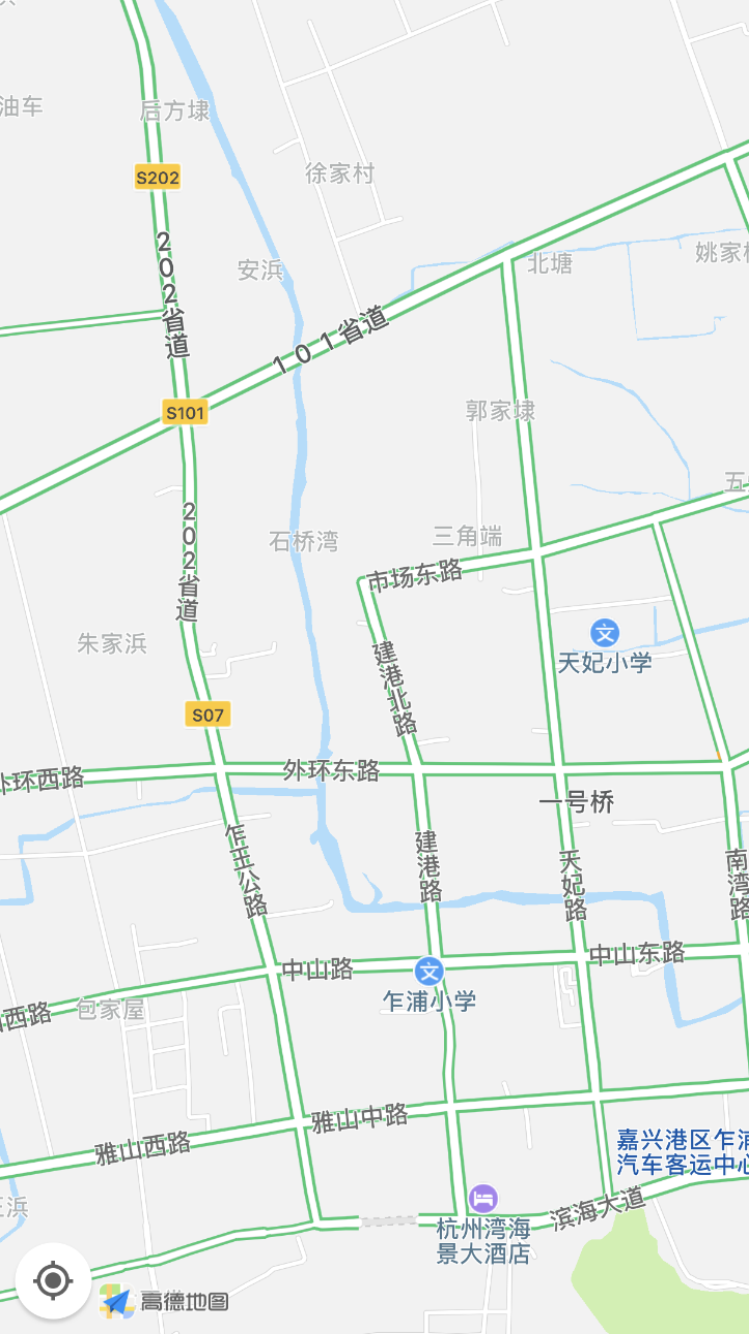 油车
后方埭
S202
徐家村
202省道
安浜
北塘
姚家
101省道
S101
郭家埭
五
202省道
石桥湾
三角端
市场东路
朱家浜
建港北路
天妃小学
S07
外环西路
外环东路
一号桥
乍王公路
建港路
天妃路
南湾路
中山路
中山东路
西路
包家屋
乍浦小学
雅山中路
雅山西路
嘉兴港区乍浦
汽车客运中心
浜
滨海大道
杭州湾海
景大酒店
高德地图